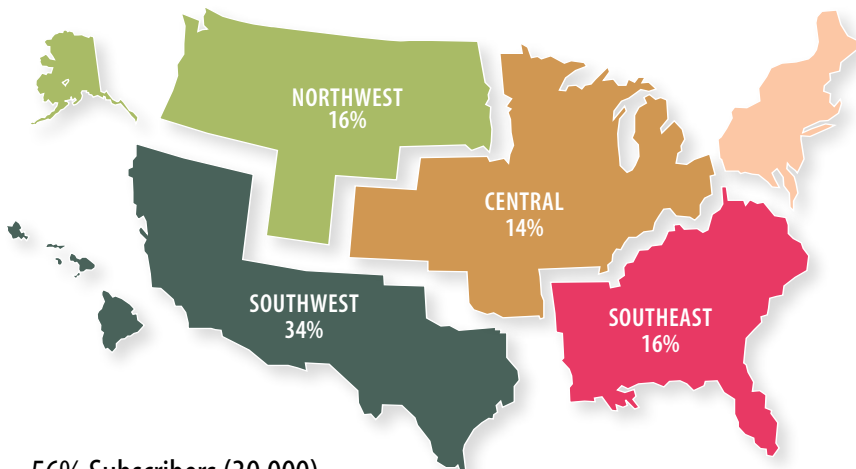 NORTHWEST
16%
CENTRAL
14%
SOUTHWEST
34%
SOUTHEAST
16%
56% Subscribers (20,000)